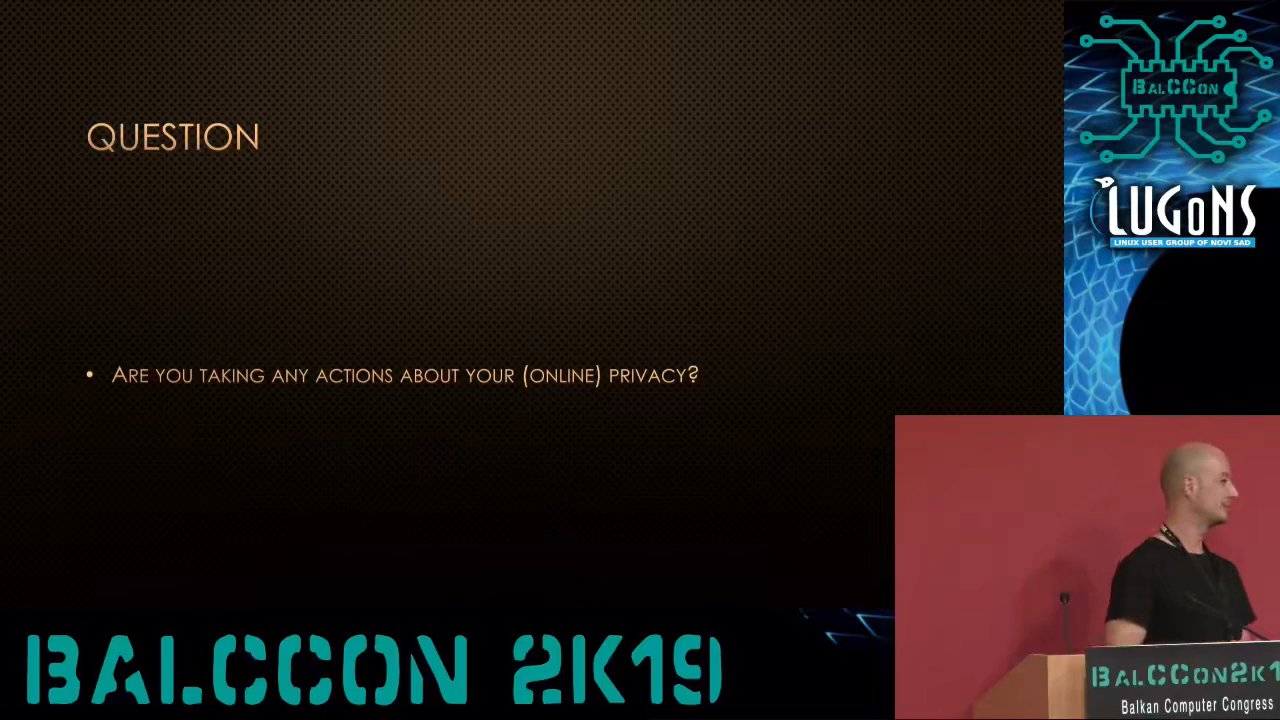 QUESTION
• ARE YOU TAKING ANY ACTIONS ABOUT YOUR (ONLINE) PRIVACY?
BALCCON
LUGONS
LINUX USER GROUP OF NOVI SAD
BALCCON 2K19
BALCCON2K1
Balkan Computer Congress